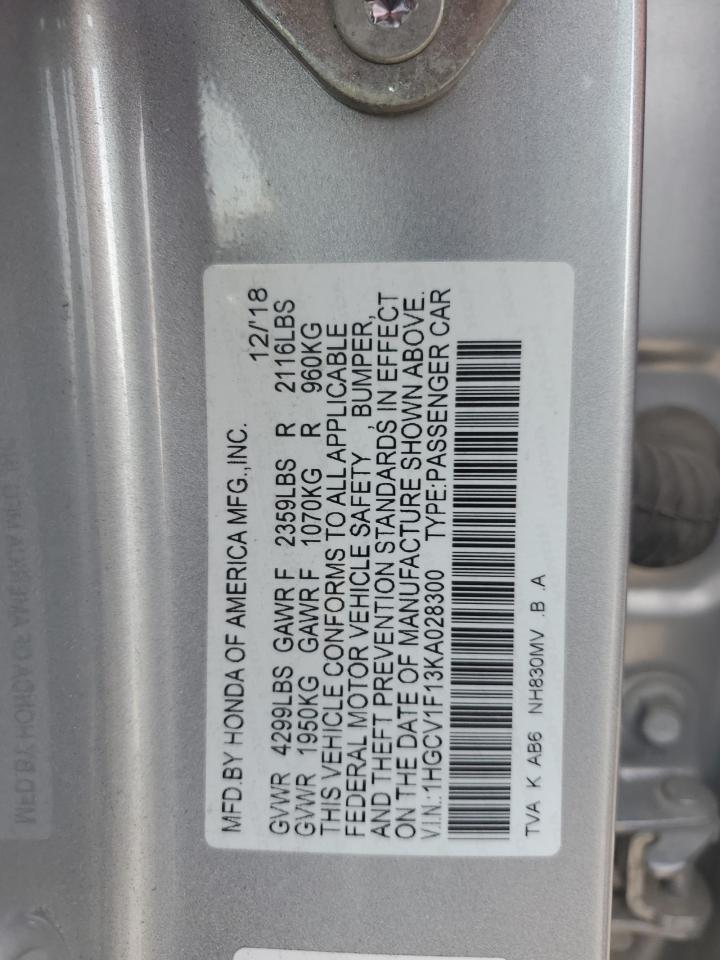 MFD.BY HONDA OF AMERICA MFG.,INC. 12/'18
GVWR 4299LBS GAWR F 2359LBS R 2116LBS
GVWR 1950KG GAWR F 1070KG R 960KG
THIS VEHICLE CONFORMS TO ALL APPLICABLE
FEDERAL MOTOR VEHICLE SAFETY , BUMPER,
AND THEFT PREVENTION STANDARDS IN EFFECT
ON THE DATE OF MANUFACTURE SHOWN ABOVE.
V.I.N.:1HGCV1F13KA028300 TYPE:PASSENGER CAR
TVA K AB6 NH830MV .B .A